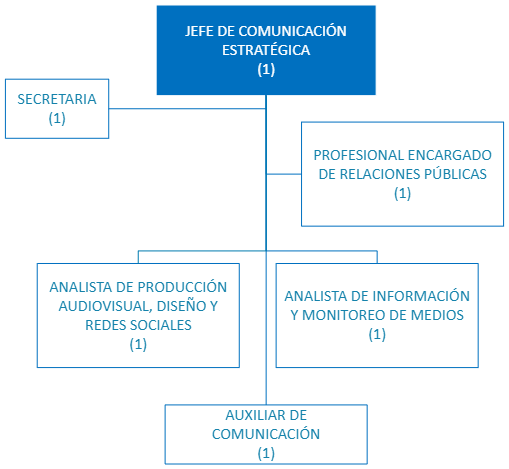 JEFE DE COMUNICACIÓN
ESTRATÉGICA
(1)
SECRETARIA
(1)
PROFESIONAL ENCARGADO
DE RELACIONES PÚBLICAS
(1)
ANALISTA DE PRODUCCIÓN
AUDIOVISUAL, DISEÑO Y
REDES SOCIALES
(1)
ANALISTA DE INFORMACIÓN
Y MONITOREO DE MEDIOS
(1)
AUXILIAR DE
COMUNICACIÓN
(1)